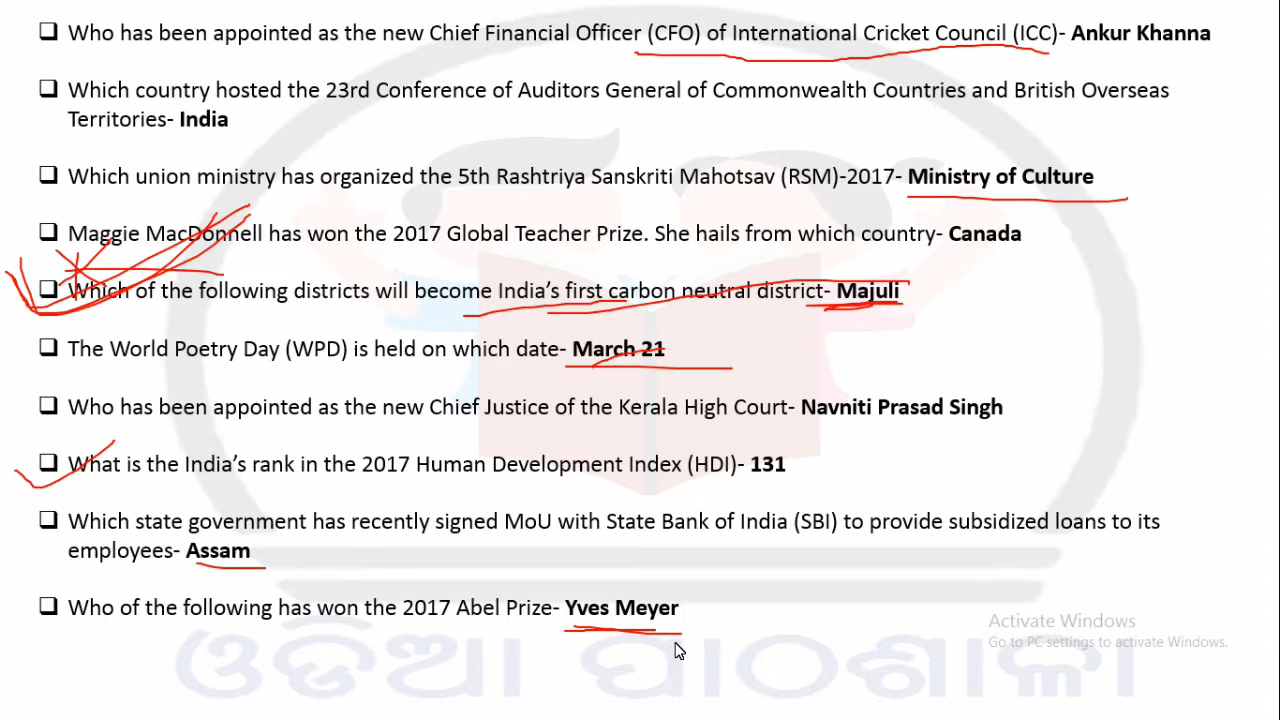 Who has been appointed as the new Chief Financial Officer (CFO) of International Cricket Council (ICC)- Ankur Khanna
Which country hosted the 23rd Conference of Auditors General of Commonwealth Countries and British Overseas
Territories- India
Which union ministry has organized the 5th Rashtriya Sanskriti Mahotsav (RSM)-2017- Ministry of Culture
Maggie MacDonnell has won the 2017 Global Teacher Prize. She hails from which country- Canada
Which of the following districts will become India's first carbon neutral district- Majuli
The World Poetry Day (WPD) is held on which date- March 21
Who has been appointed as the new Chief Justice of the Kerala High Court- Navniti Prasad Singh
What is the India's rank in the 2017 Human Development Index (HDI)- 131
Which state government has recently signed MoU with State Bank of India (SBI) to provide subsidized loans to its
employees- Assam
Who of the following has won the 2017 Abel Prize- Yves Meyer
Activate Windows
Go to PC settings to activate Windows.
ଓଡିଆ ପାଠଶାଳା